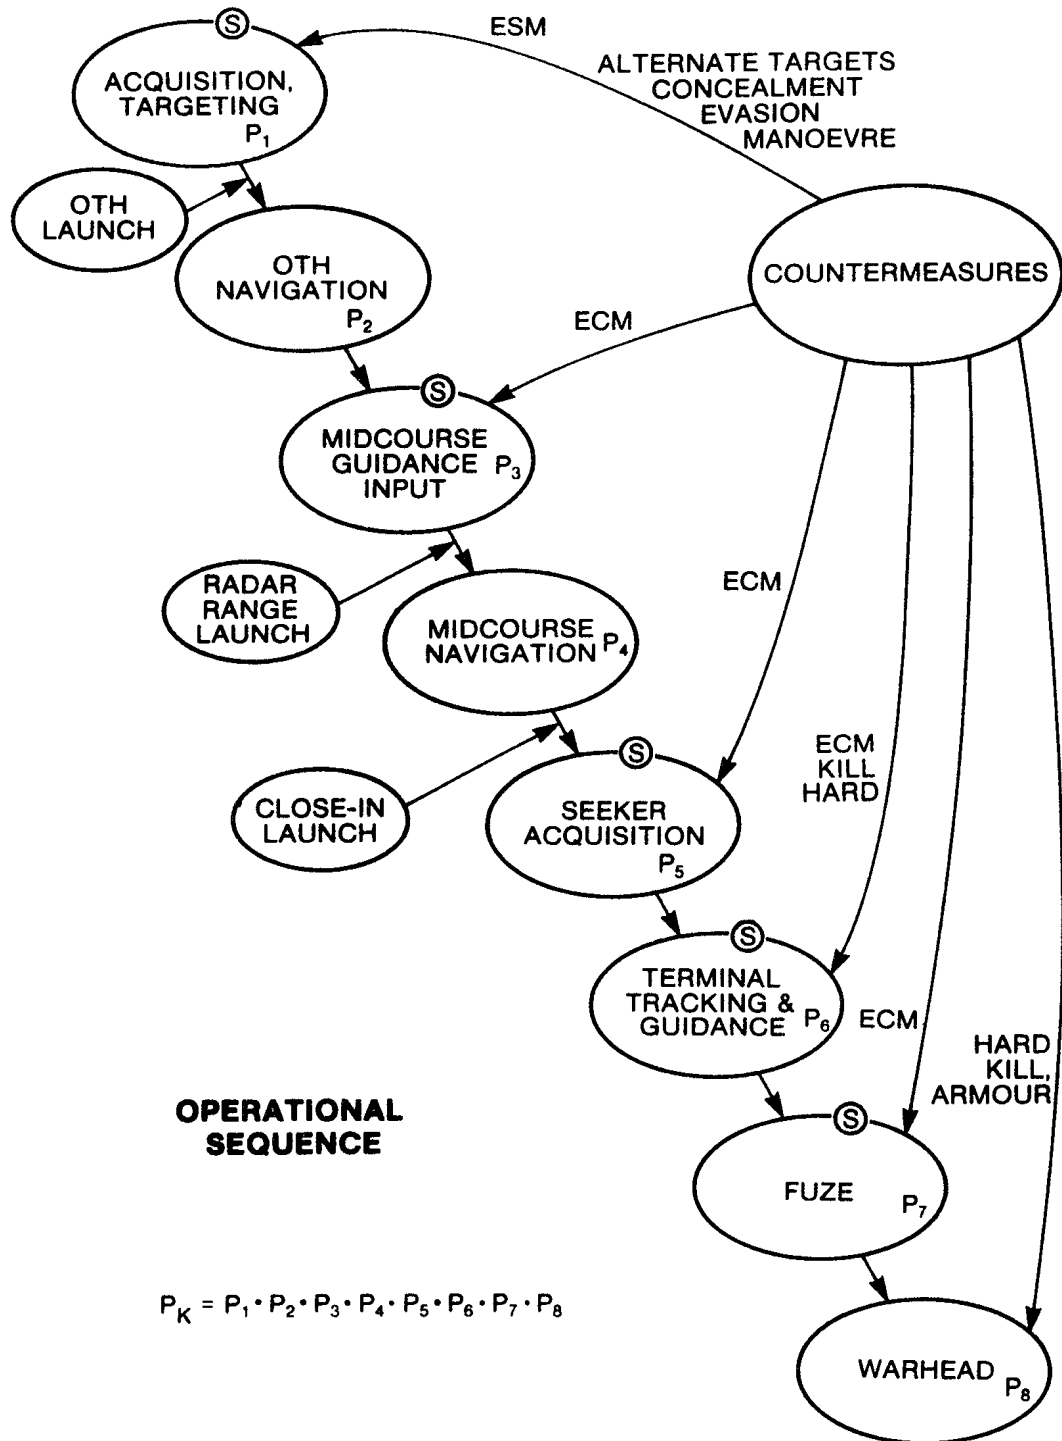 S
ESM
ALTERNATE TARGETS
CONCEALMENT
EVASION
MANOEVRE
ACQUISITION,
TARGETING
P₁
OTH
LAUNCH
OTH
NAVIGATION
P₂
COUNTERMEASURES
ECM
S
MIDCOURSE
GUIDANCE
INPUT
P₃
RADAR
RANGE
LAUNCH
MIDCOURSE
NAVIGATION
P₄
ECM
CLOSE-IN
LAUNCH
S
SEEKER
ACQUISITION
P₅
ECM
KILL
HARD
S
TERMINAL
TRACKING &
GUIDANCE
P₆
ECM
HARD
KILL,
ARMOUR
OPERATIONAL
SEQUENCE
S
FUZE
P₇
P_K = P₁ · P₂ · P₃ · P₄ · P₅ · P₆ · P₇ · P₈
WARHEAD
P₈